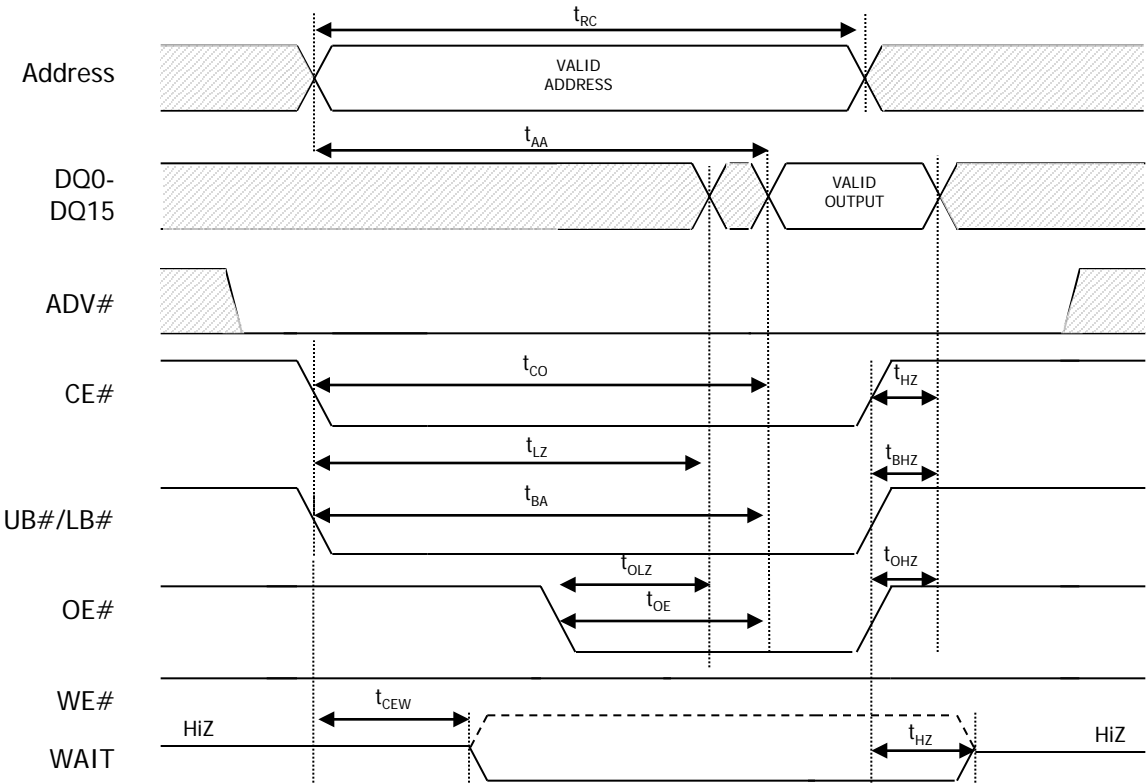 tRC
Address
VALID
ADDRESS
tAA
DQ0-
DQ15
VALID
OUTPUT
ADV#
CE#
tCO
tHZ
tLZ
tBHZ
UB#/LB#
tBA
tOLZ
tOHZ
OE#
tOE
WE#
tCEW
HiZ
tHZ
HiZ
WAIT